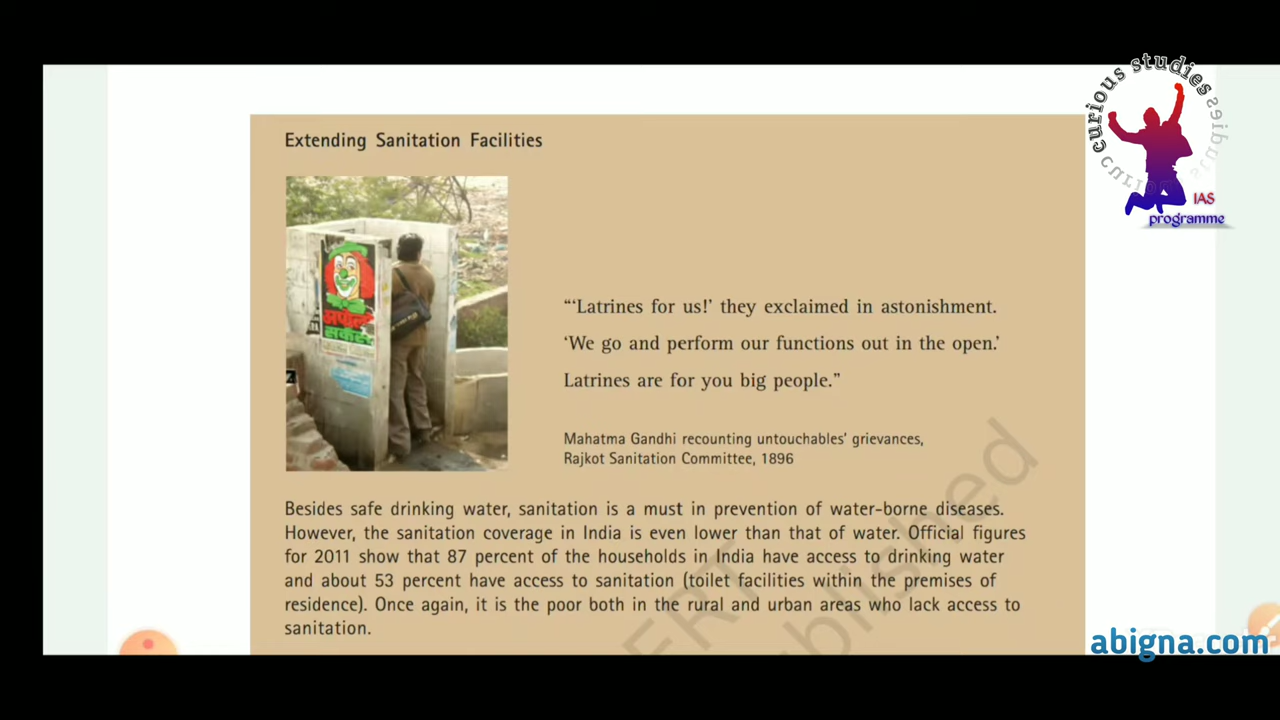 curious studies
IAS
programme
Extending Sanitation Facilities
अप्पोलो
सर्कस
“‘Latrines for us!’ they exclaimed in astonishment.
‘We go and perform our functions out in the open.’
Latrines are for you big people.”
Mahatma Gandhi recounting untouchables’ grievances,
Rajkot Sanitation Committee, 1896
Besides safe drinking water, sanitation is a must in prevention of water-borne diseases.
However, the sanitation coverage in India is even lower than that of water. Official figures
for 2011 show that 87 percent of the households in India have access to drinking water
and about 53 percent have access to sanitation (toilet facilities within the premises of
residence). Once again, it is the poor both in the rural and urban areas who lack access to
sanitation.
abigna.com